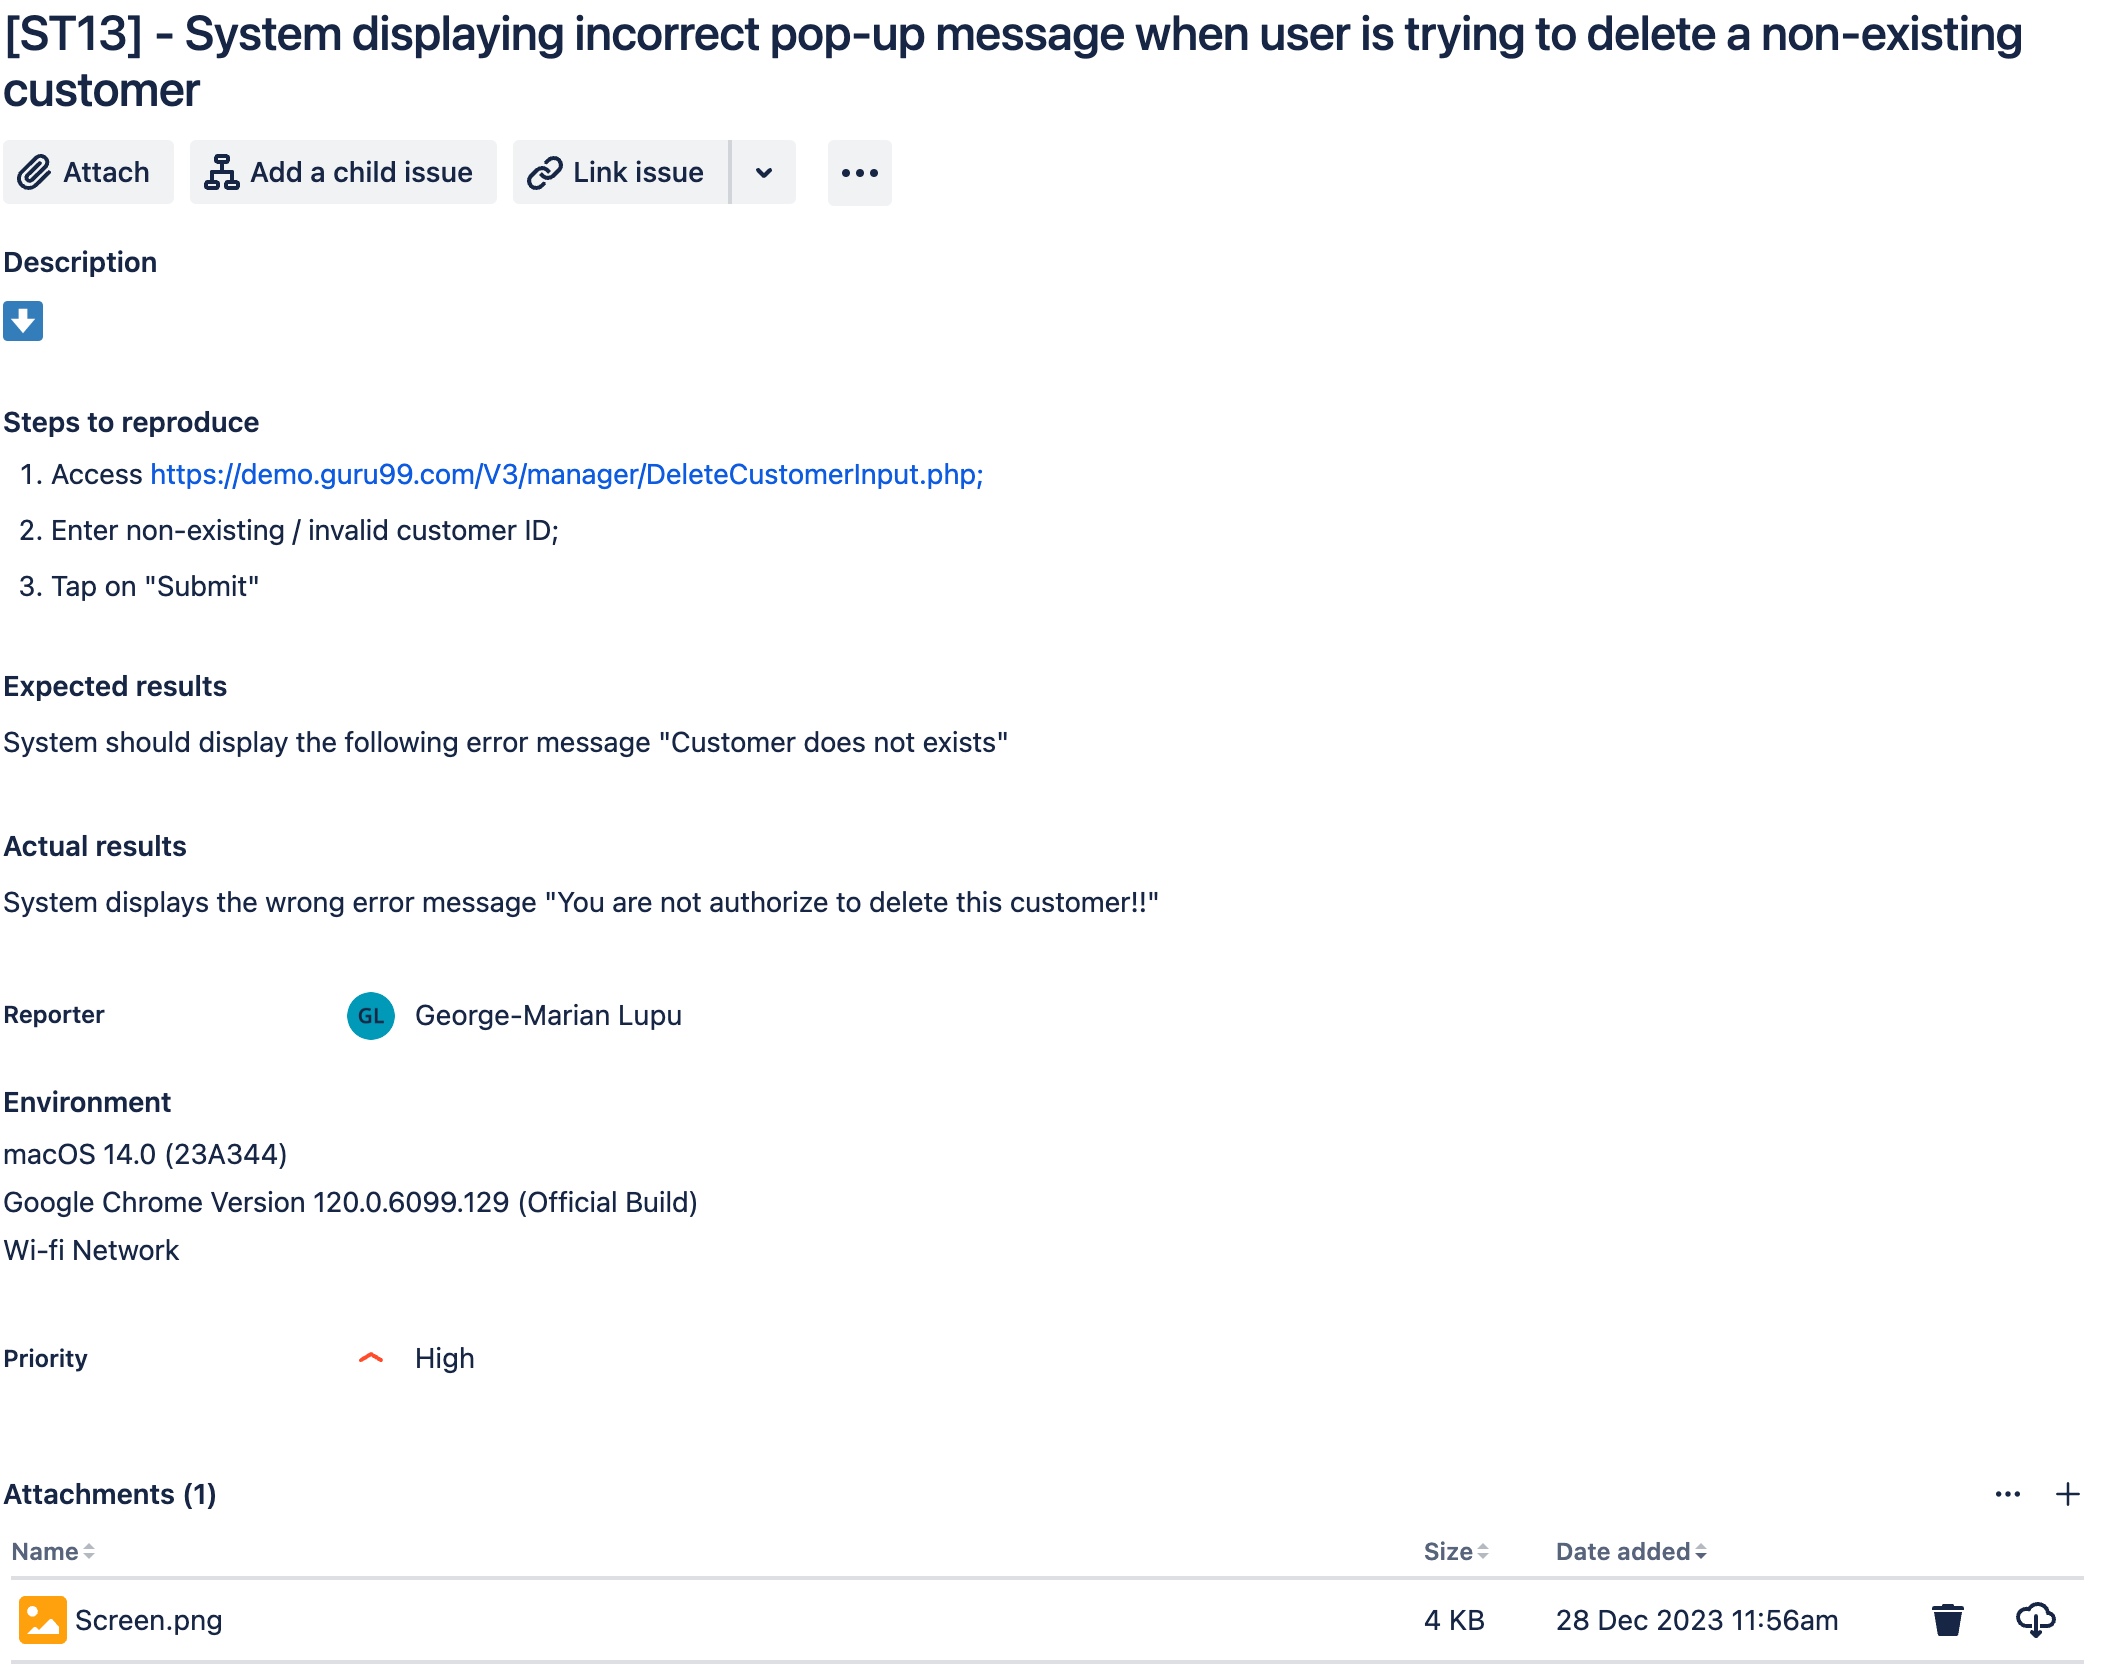 [ST13] - System displaying incorrect pop-up message when user is trying to delete a non-existing
customer
Attach
Add a child issue
Link issue
Description
Steps to reproduce
1. Access https://demo.guru99.com/V3/manager/DeleteCustomerInput.php;
2. Enter non-existing / invalid customer ID;
3. Tap on "Submit"
Expected results
System should display the following error message "Customer does not exists"
Actual results
System displays the wrong error message "You are not authorize to delete this customer!!"
Reporter GL George-Marian Lupu
Environment
macOS 14.0 (23A344)
Google Chrome Version 120.0.6099.129 (Official Build)
Wi-fi Network
Priority High
Attachments (1)
Name Size Date added
Screen.png 4 KB 28 Dec 2023 11:56am